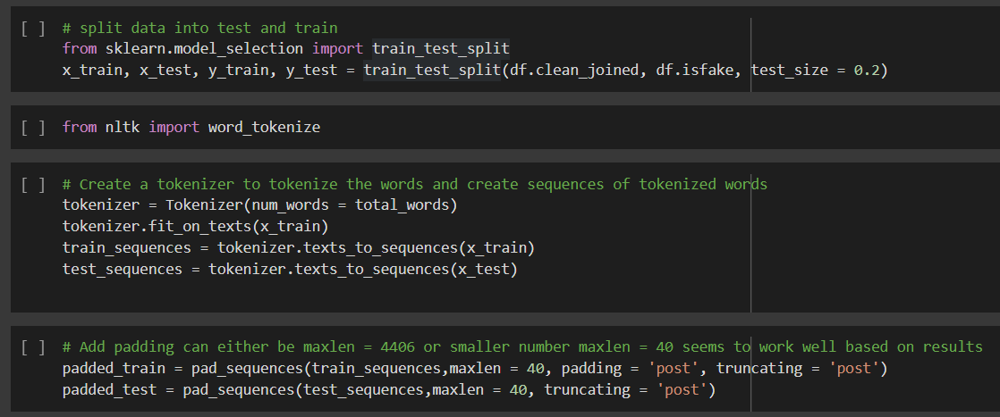 [ ] # split data into test and train
from sklearn.model_selection import train_test_split
x_train, x_test, y_train, y_test = train_test_split(df.clean_joined, df.isfake, test_size = 0.2)
[ ] from nltk import word_tokenize
[ ] # Create a tokenizer to tokenize the words and create sequences of tokenized words
tokenizer = Tokenizer(num_words = total_words)
tokenizer.fit_on_texts(x_train)
train_sequences = tokenizer.texts_to_sequences(x_train)
test_sequences = tokenizer.texts_to_sequences(x_test)
[ ] # Add padding can either be maxlen = 4406 or smaller number maxlen = 40 seems to work well based on results
padded_train = pad_sequences(train_sequences,maxlen = 40, padding = 'post', truncating = 'post')
padded_test = pad_sequences(test_sequences,maxlen = 40, truncating = 'post')